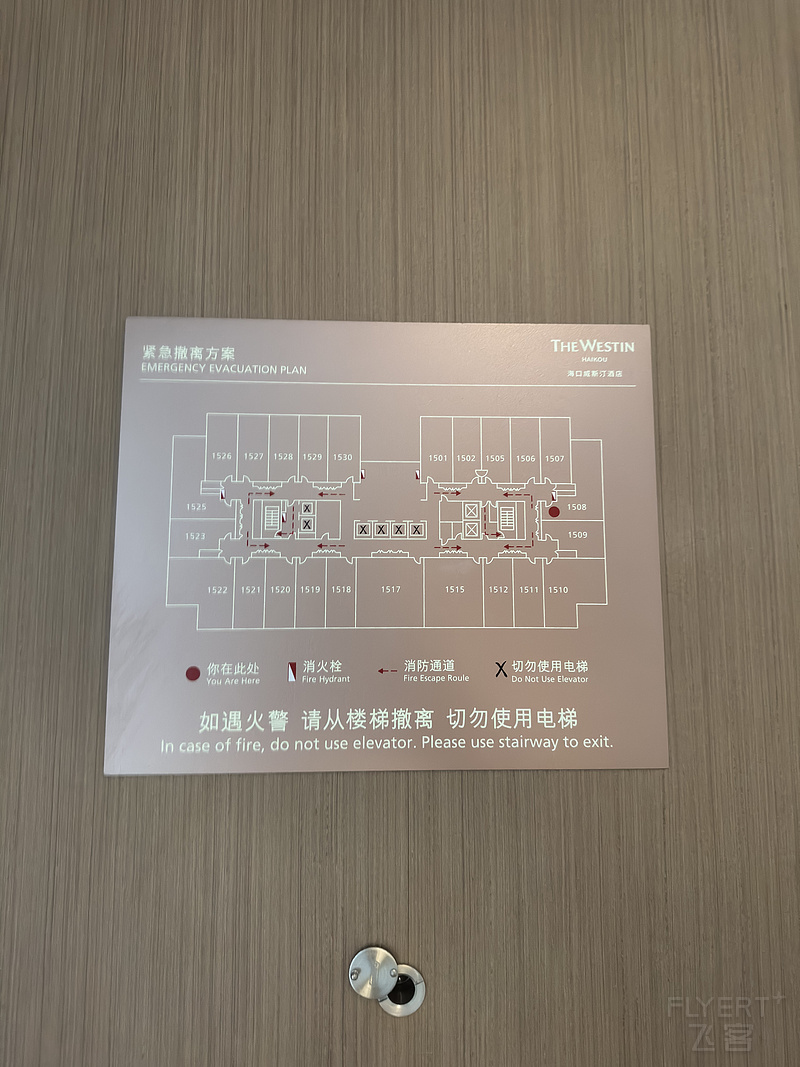 紧急撤离方案
EMERGENCY EVACUATION PLAN
THE WESTIN
HAIKOU
海口威斯汀酒店
1526 1527 1528 1529 1530 1501 1502 1505 1506 1507
1525 1508
1523 1509
1522 1521 1520 1519 1518 1517 1515 1512 1511 1510
你在此处 消火栓 消防通道 切勿使用电梯
You Are Here Fire Hydrant Fire Escape Roule Do Not Use Elevator
如遇火警 请从楼梯撤离 切勿使用电梯
In case of fire, do not use elevator. Please use stairway to exit.
FLYERT+
飞客